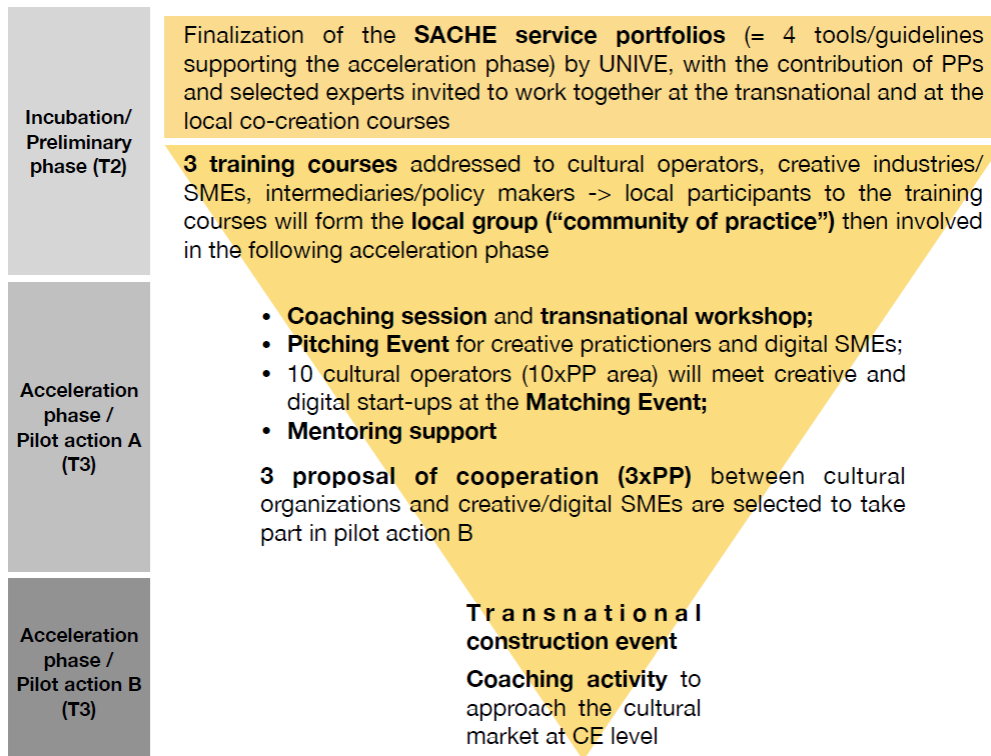 Incubation/
Preliminary
phase (T2)
Finalization of the SACHE service portfolios (= 4 tools/guidelines
supporting the acceleration phase) by UNIVE, with the contribution of PPs
and selected experts invited to work together at the transnational and at the
local co-creation courses
3 training courses addressed to cultural operators, creative industries/
SMEs, intermediaries/policy makers -> local participants to the training
courses will form the local group (“community of practice”) then involved
in the following acceleration phase
Acceleration
phase /
Pilot action A
(T3)
• Coaching session and transnational workshop;
• Pitching Event for creative pratictioners and digital SMEs;
• 10 cultural operators (10xPP area) will meet creative and
digital start-ups at the Matching Event;
• Mentoring support
3 proposal of cooperation (3xPP) between cultural
organizations and creative/digital SMEs are selected to take
part in pilot action B
Acceleration
phase /
Pilot action B
(T3)
Transnational
construction event
Coaching activity to
approach the cultural
market at CE level